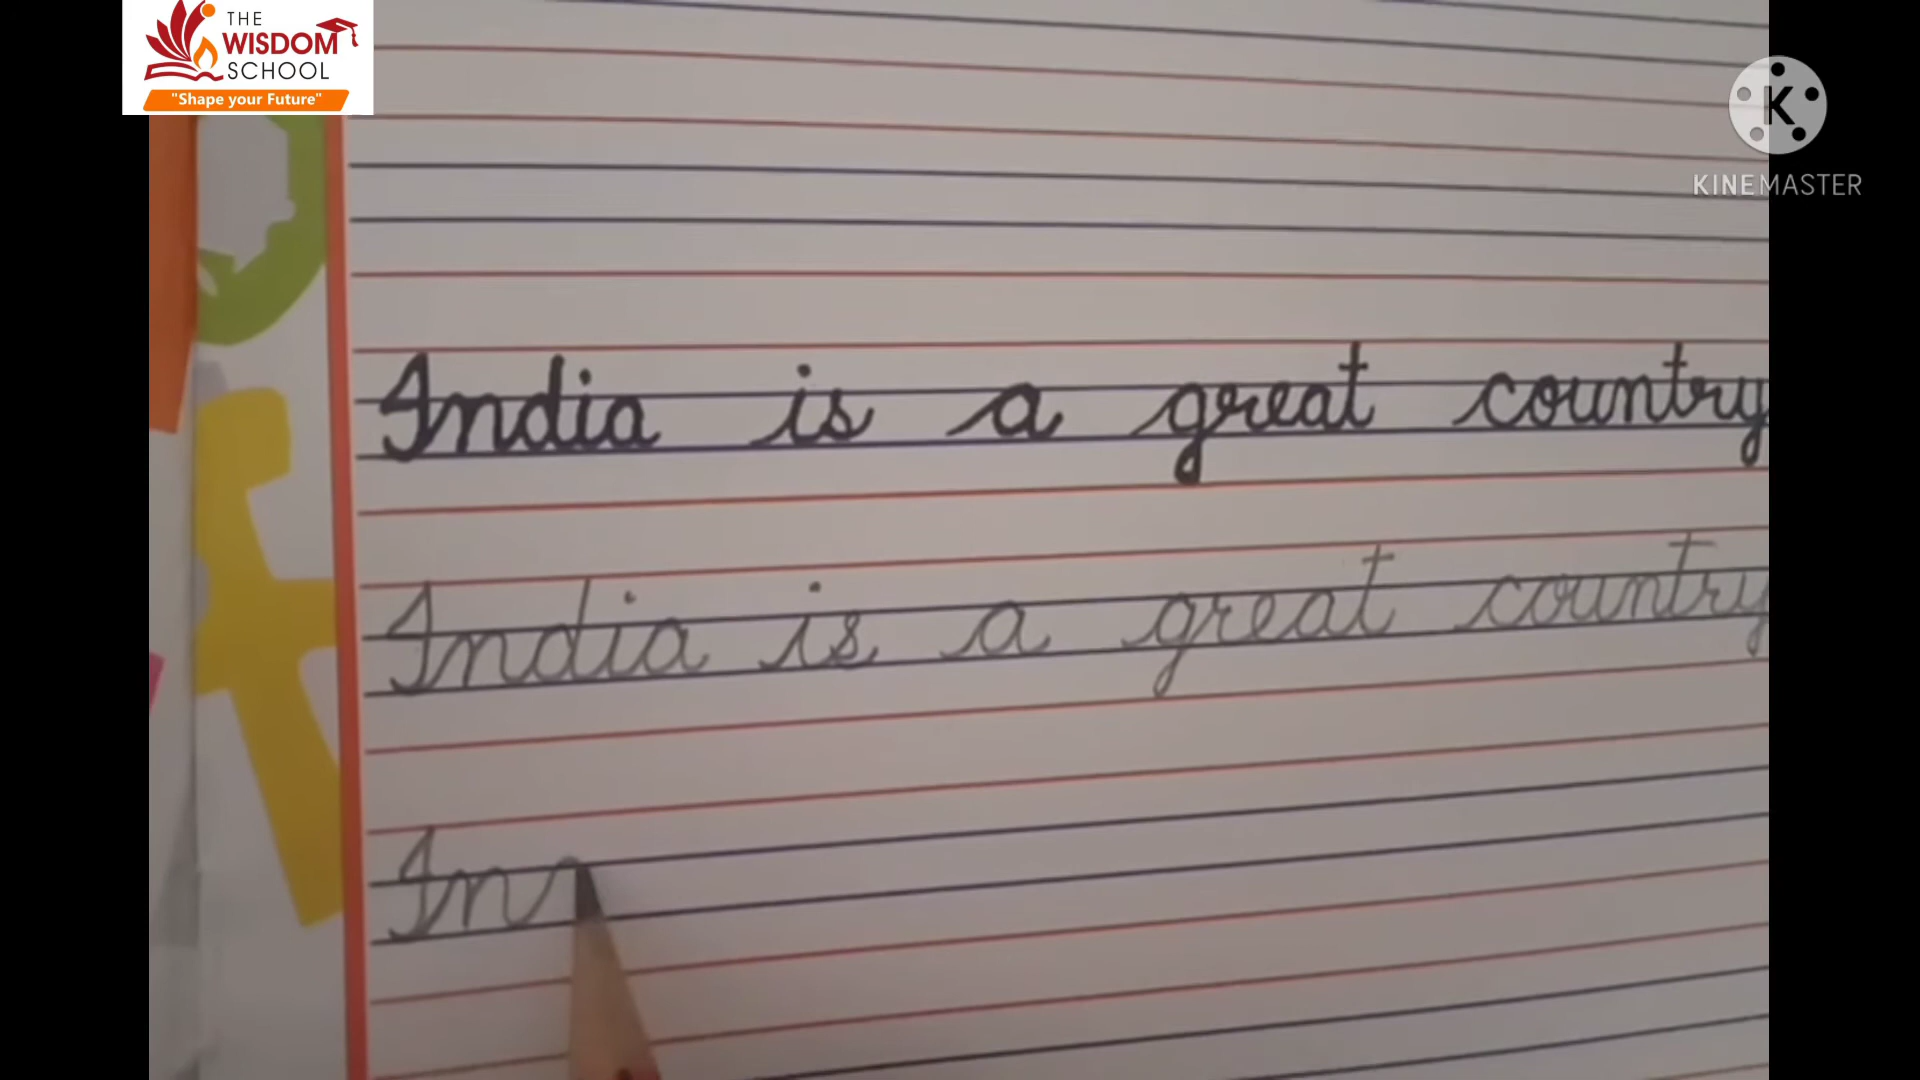 THE
WISDOM
SCHOOL
"Shape your Future"
K
KINEMASTER
India is a great country
India is a great country
In